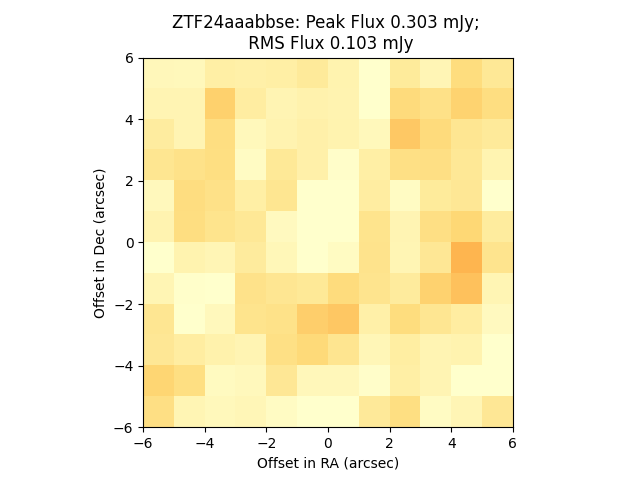 ZTF24aaabbse: Peak Flux 0.303 mJy;
RMS Flux 0.103 mJy
6
4
2
0
−2
−4
−6
Offset in Dec (arcsec)
−6 −4 −2 0 2 4 6
Offset in RA (arcsec)